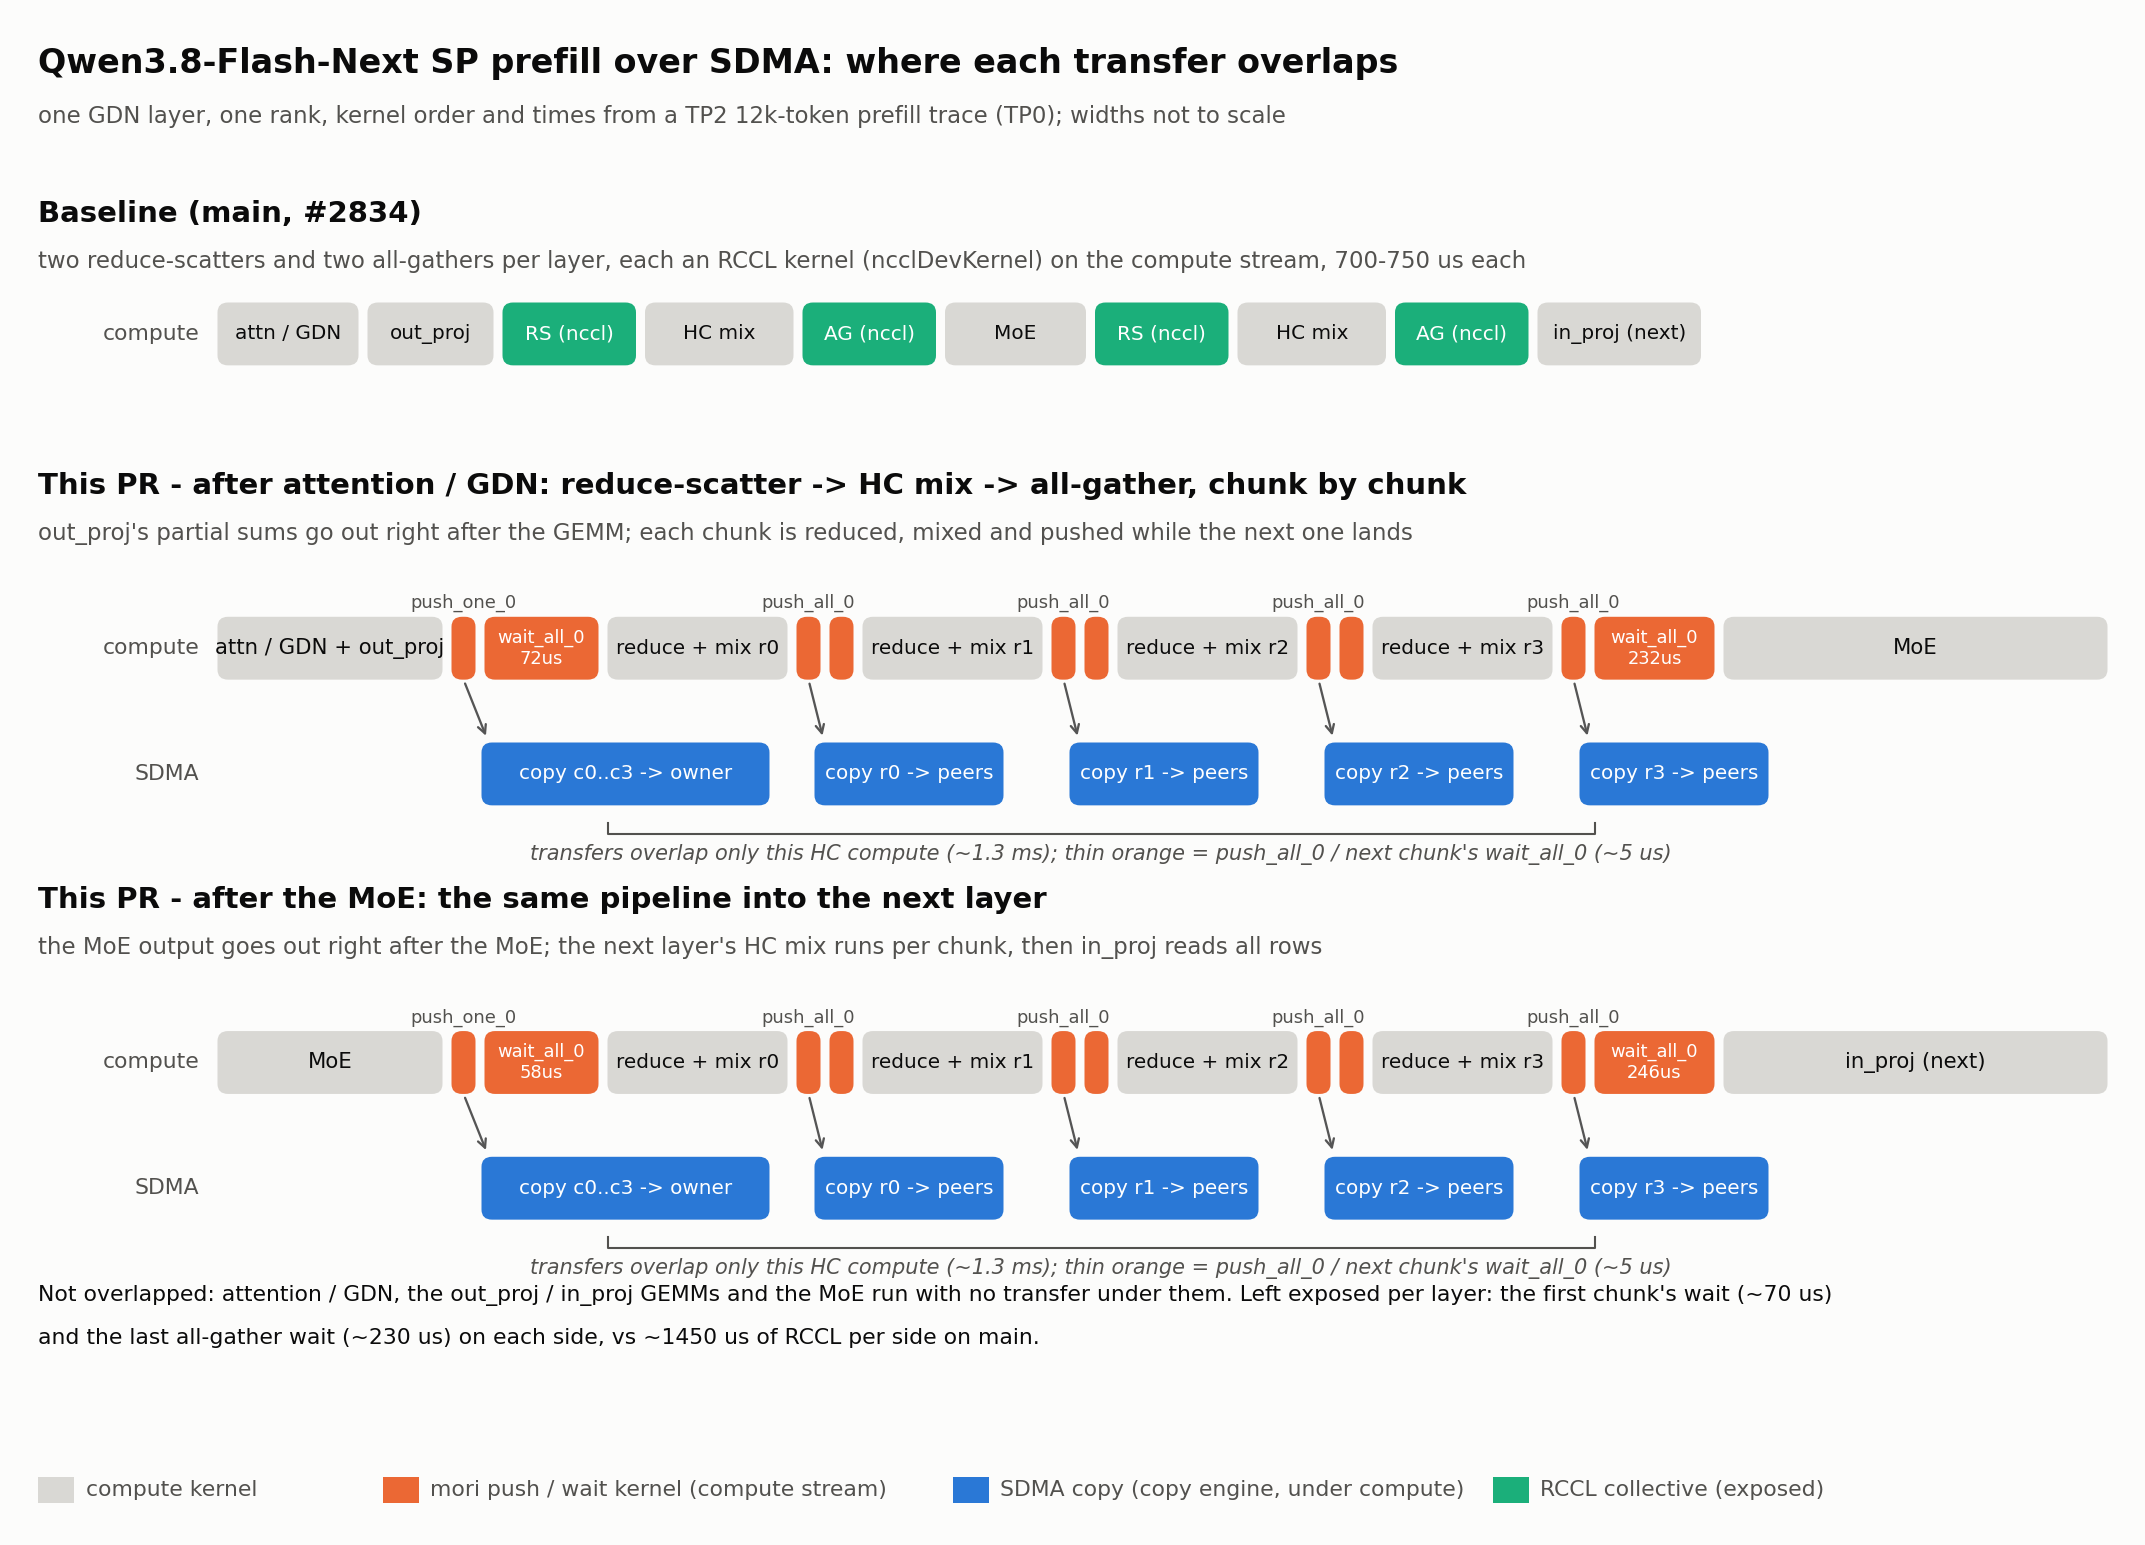 Qwen3.8-Flash-Next SP prefill over SDMA: where each transfer overlaps
one GDN layer, one rank, kernel order and times from a TP2 12k-token prefill trace (TP0); widths not to scale
Baseline (main, #2834)
two reduce-scatters and two all-gathers per layer, each an RCCL kernel (ncclDevKernel) on the compute stream, 700-750 us each
compute attn / GDN out_proj RS (nccl) HC mix AG (nccl) MoE RS (nccl) HC mix AG (nccl) in_proj (next)
This PR - after attention / GDN: reduce-scatter -> HC mix -> all-gather, chunk by chunk
out_proj's partial sums go out right after the GEMM; each chunk is reduced, mixed and pushed while the next one lands
push_one_0 push_all_0 push_all_0 push_all_0 push_all_0
compute attn / GDN + out_proj wait_all_0 72us reduce + mix r0 reduce + mix r1 reduce + mix r2 reduce + mix r3 wait_all_0 232us MoE
SDMA copy c0..c3 -> owner copy r0 -> peers copy r1 -> peers copy r2 -> peers copy r3 -> peers
transfers overlap only this HC compute (~1.3 ms); thin orange = push_all_0 / next chunk's wait_all_0 (~5 us)
This PR - after the MoE: the same pipeline into the next layer
the MoE output goes out right after the MoE; the next layer's HC mix runs per chunk, then in_proj reads all rows
push_one_0 push_all_0 push_all_0 push_all_0 push_all_0
compute MoE wait_all_0 58us reduce + mix r0 reduce + mix r1 reduce + mix r2 reduce + mix r3 wait_all_0 246us in_proj (next)
SDMA copy c0..c3 -> owner copy r0 -> peers copy r1 -> peers copy r2 -> peers copy r3 -> peers
transfers overlap only this HC compute (~1.3 ms); thin orange = push_all_0 / next chunk's wait_all_0 (~5 us)
Not overlapped: attention / GDN, the out_proj / in_proj GEMMs and the MoE run with no transfer under them. Left exposed per layer: the first chunk's wait (~70 us)
and the last all-gather wait (~230 us) on each side, vs ~1450 us of RCCL per side on main.
compute kernel mori push / wait kernel (compute stream) SDMA copy (copy engine, under compute) RCCL collective (exposed)